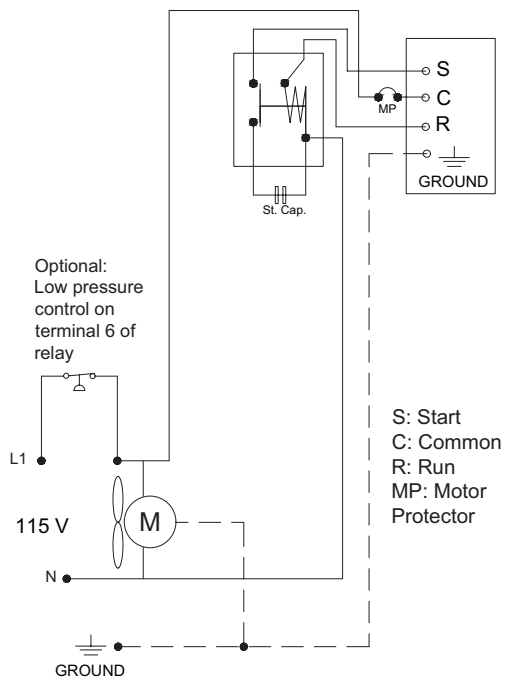 S
C
MP
R
GROUND
St. Cap.
Optional:
Low pressure
control on
terminal 6 of
relay
L1
S: Start
C: Common
R: Run
MP: Motor
Protector
M
115 V
N
GROUND